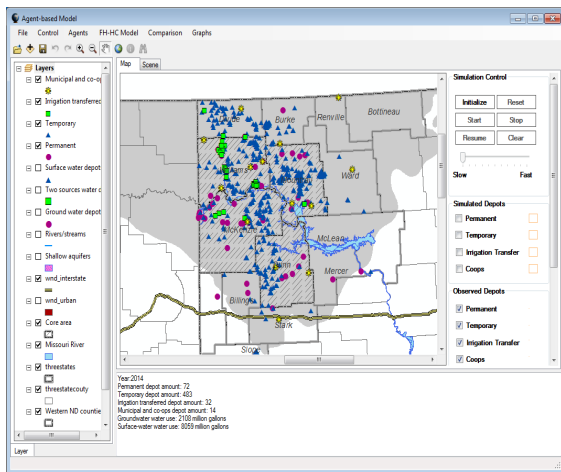 Agent-based Model
File Control Agents FH-HC Model Comparison Graphs
Map Scene
Layers
Municipal and co-op
Irrigation transferred
Temporary
Permanent
Surface water depot
Two sources water d
Ground water depot
Rivers/streams
Shallow aquifers
wnd_interstate
wnd_urban
Core area
Missouri River
threestates
threestatecouty
Western ND countie
Layer
Burke
Renville
Bottineau
Ward
McKenzie
McLean
Mercer
Billing
Stark
Slope
Simulation Control
Initialize Reset
Start Stop
Resume Clear
Slow Fast
Simulated Depots
Permanent
Temporary
Irrigation Transfer
Coops
Observed Depots
Permanent
Temporary
Irrigation Transfer
Coops
Year:2014
Permanent depot amount: 72
Temporary depot amount: 483
Irrigation transferred depot amount: 32
Municipal and co-ops depot amount: 14
Groundwater water use: 2108 million gallons
Surface-water water use: 8059 million gallons